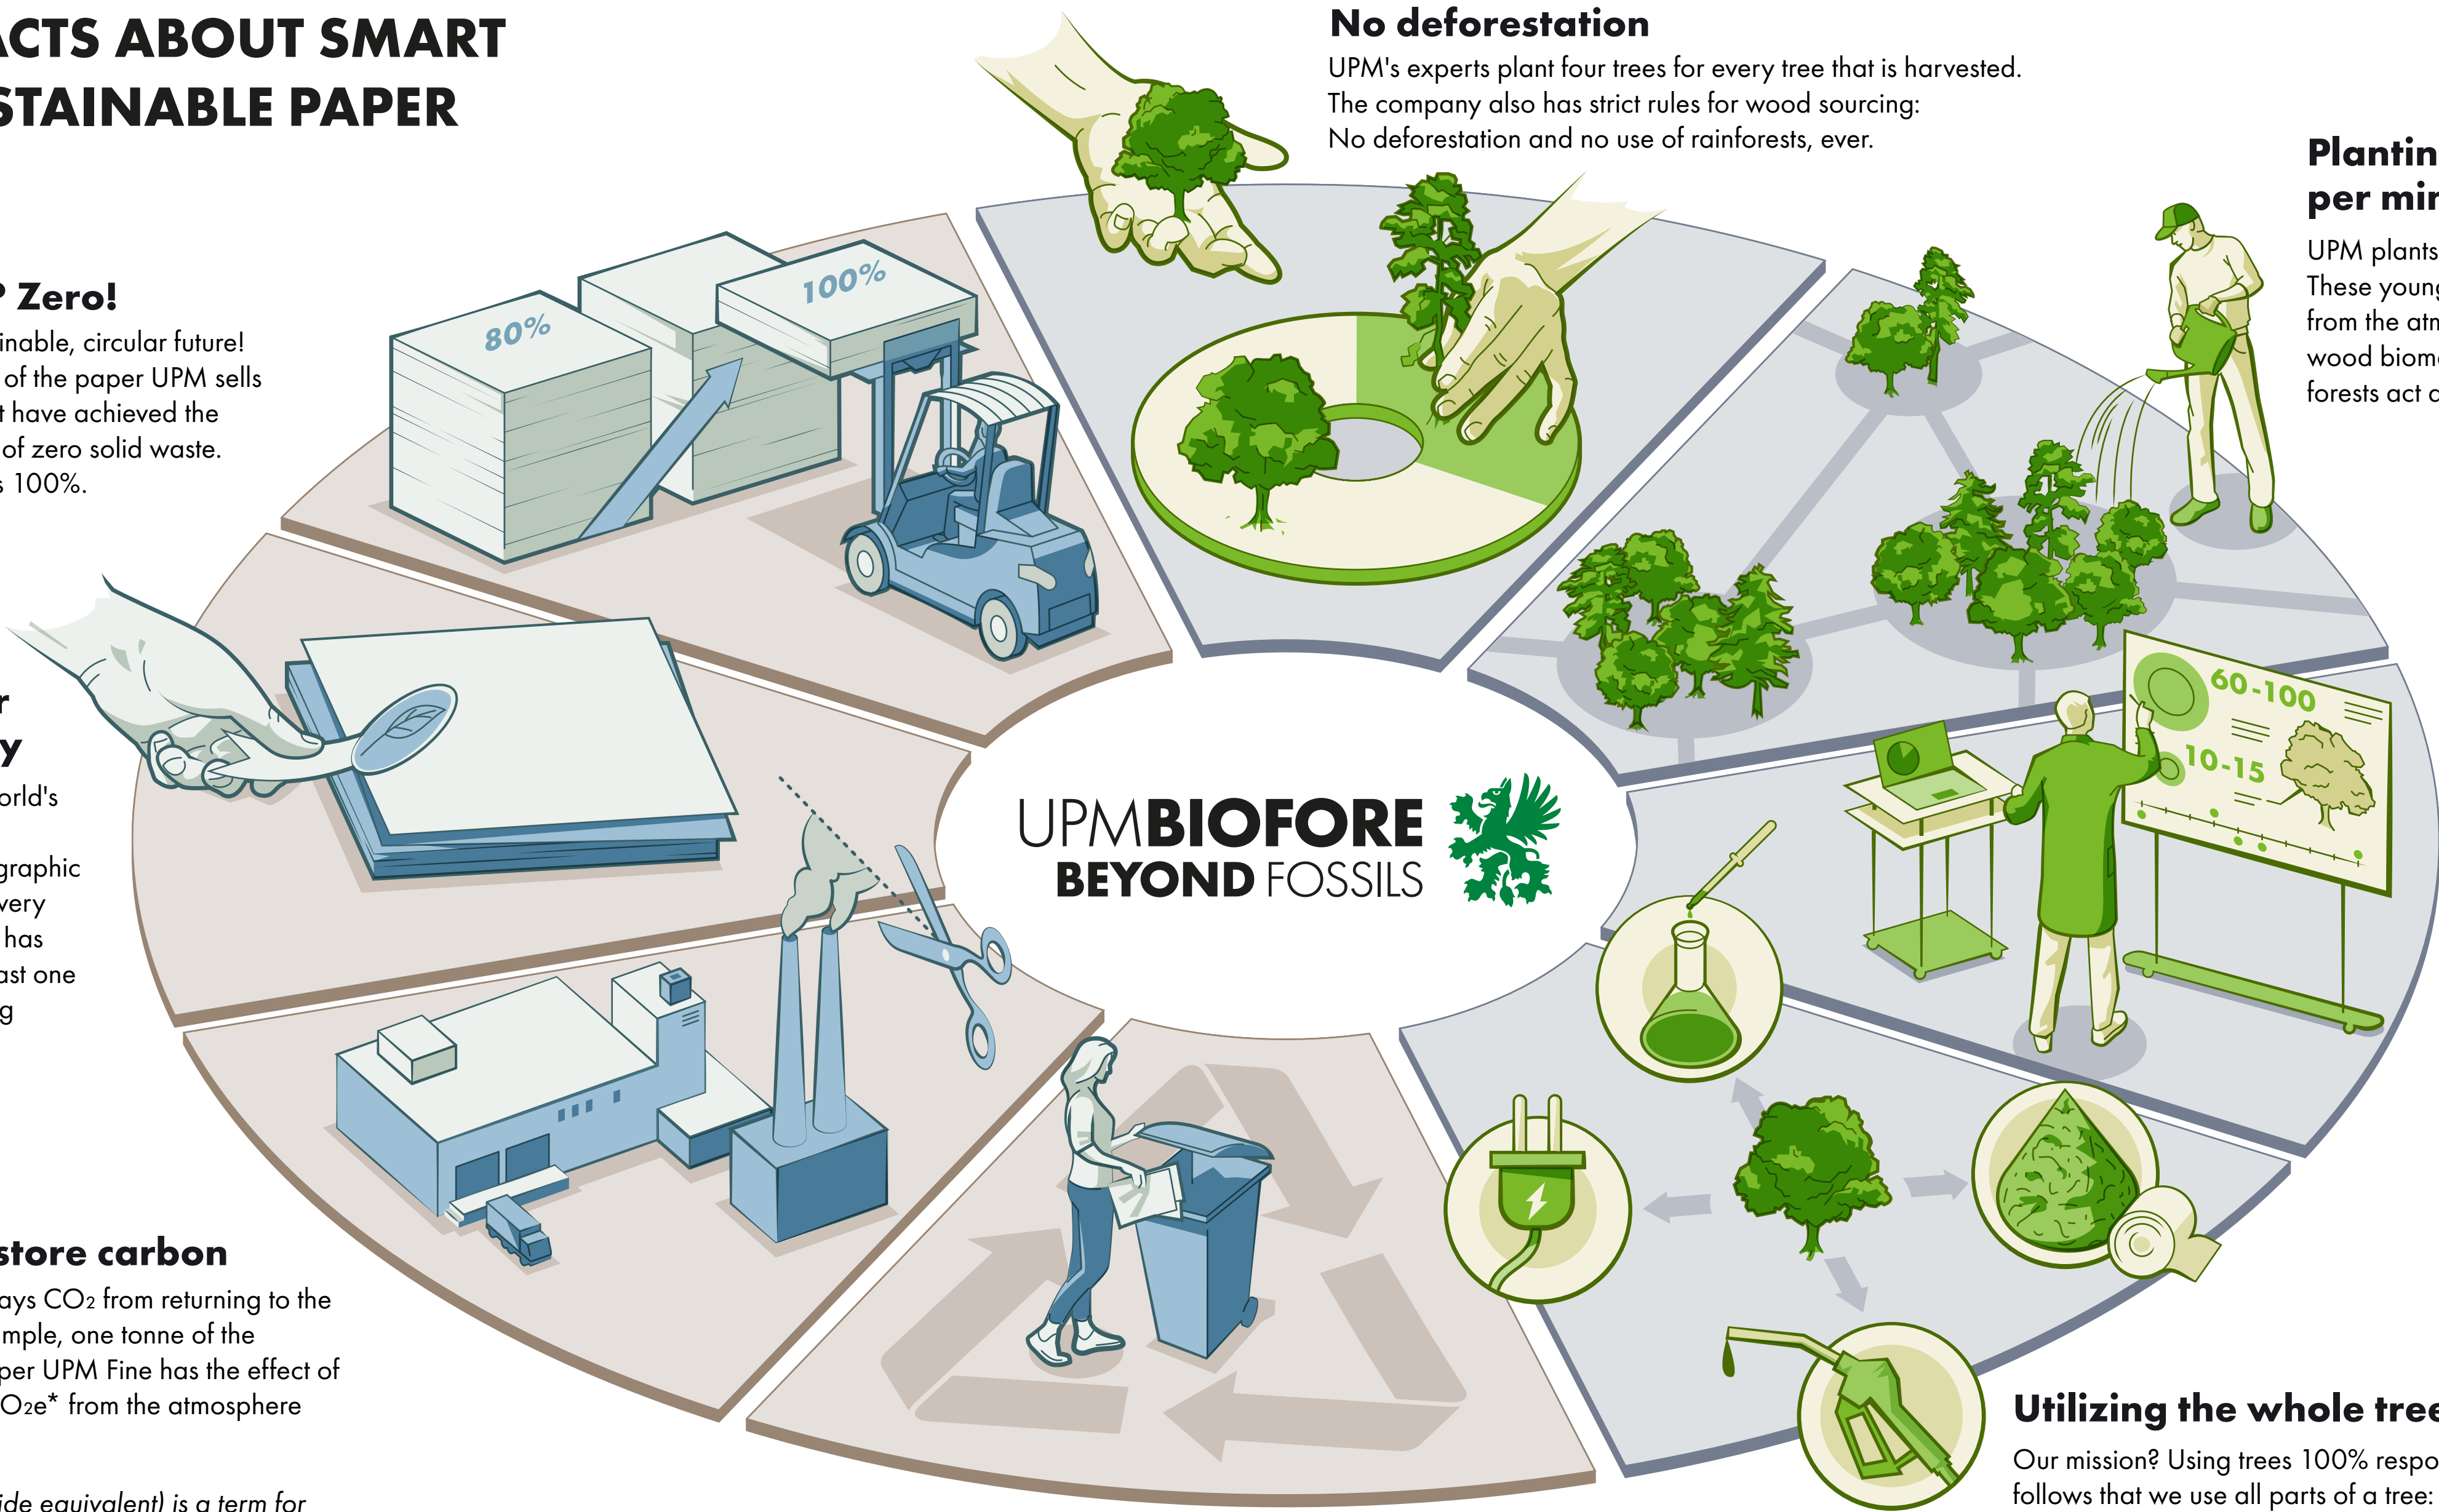 ACTS ABOUT SMART
STAINABLE PAPER
No deforestation
UPM's experts plant four trees for every tree that is harvested.
The company also has strict rules for wood sourcing:
No deforestation and no use of rainforests, ever.
Plantin
per min
UPM plants
These young
from the atm
wood bioma
forests act a
P Zero!
inable, circular future!
of the paper UPM sells
t have achieved the
of zero solid waste.
s 100%.
80%
100%
60-100
10-15
r
y
orld's
graphic
very
has
ast one
g
UPMBIOFORE
BEYOND FOSSILS
store carbon
ays CO2 from returning to the
mple, one tonne of the
per UPM Fine has the effect of
O2e* from the atmosphere
ide equivalent) is a term for
Utilizing the whole tree
Our mission? Using trees 100% respo
follows that we use all parts of a tree: